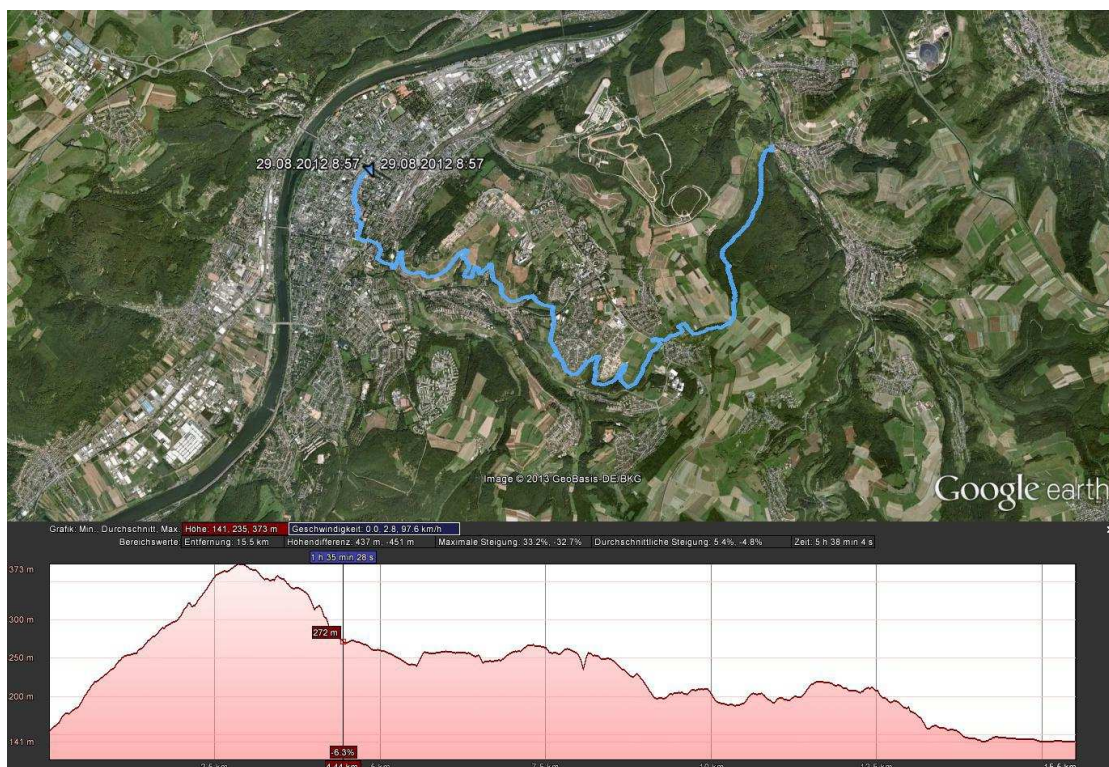 29.08.2012 8:57 29.08.2012 8:57
Image © 2013 GeoBasis-DE/BKG
Google earth
Grafik: Min., Durchschnitt, Max. Höhe: 141, 235, 373 m Geschwindigkeit: 0.0, 2.8, 97.6 km/h
Bereichswerte: Entfernung: 15.5 km Höhendifferenz: 437 m, -451 m Maximale Steigung: 33.2%, -32.7% Durchschnittliche Steigung: 5.4%, -4.8% Zeit: 5 h 38 min 4 s
1 h 35 min 28 s
373 m
300 m
272 m
250 m
200 m
141 m
-6.3%
2.5 km 4.44 km 5 km 7.5 km 10 km 12.5 km 15.5 km